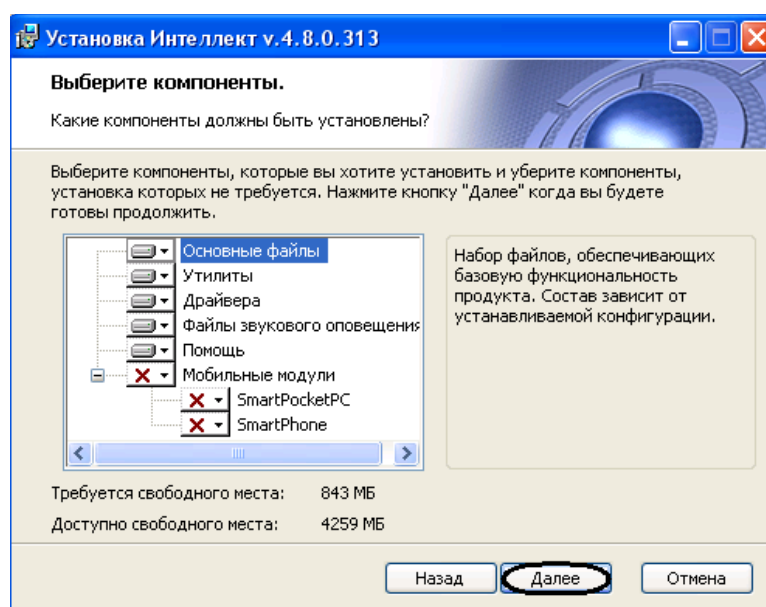 Установка Интеллект v.4.8.0.313
Выберите компоненты.
Какие компоненты должны быть установлены?
Выберите компоненты, которые вы хотите установить и уберите компоненты,
установка которых не требуется. Нажмите кнопку "Далее" когда вы будете
готовы продолжить.
Основные файлы
Утилиты
Драйвера
Файлы звукового оповещения
Помощь
Мобильные модули
SmartPocketPC
SmartPhone
Набор файлов, обеспечивающих
базовую функциональность
продукта. Состав зависит от
устанавливаемой конфигурации.
Требуется свободного места: 843 МБ
Доступно свободного места: 4259 МБ
Назад Далее Отмена